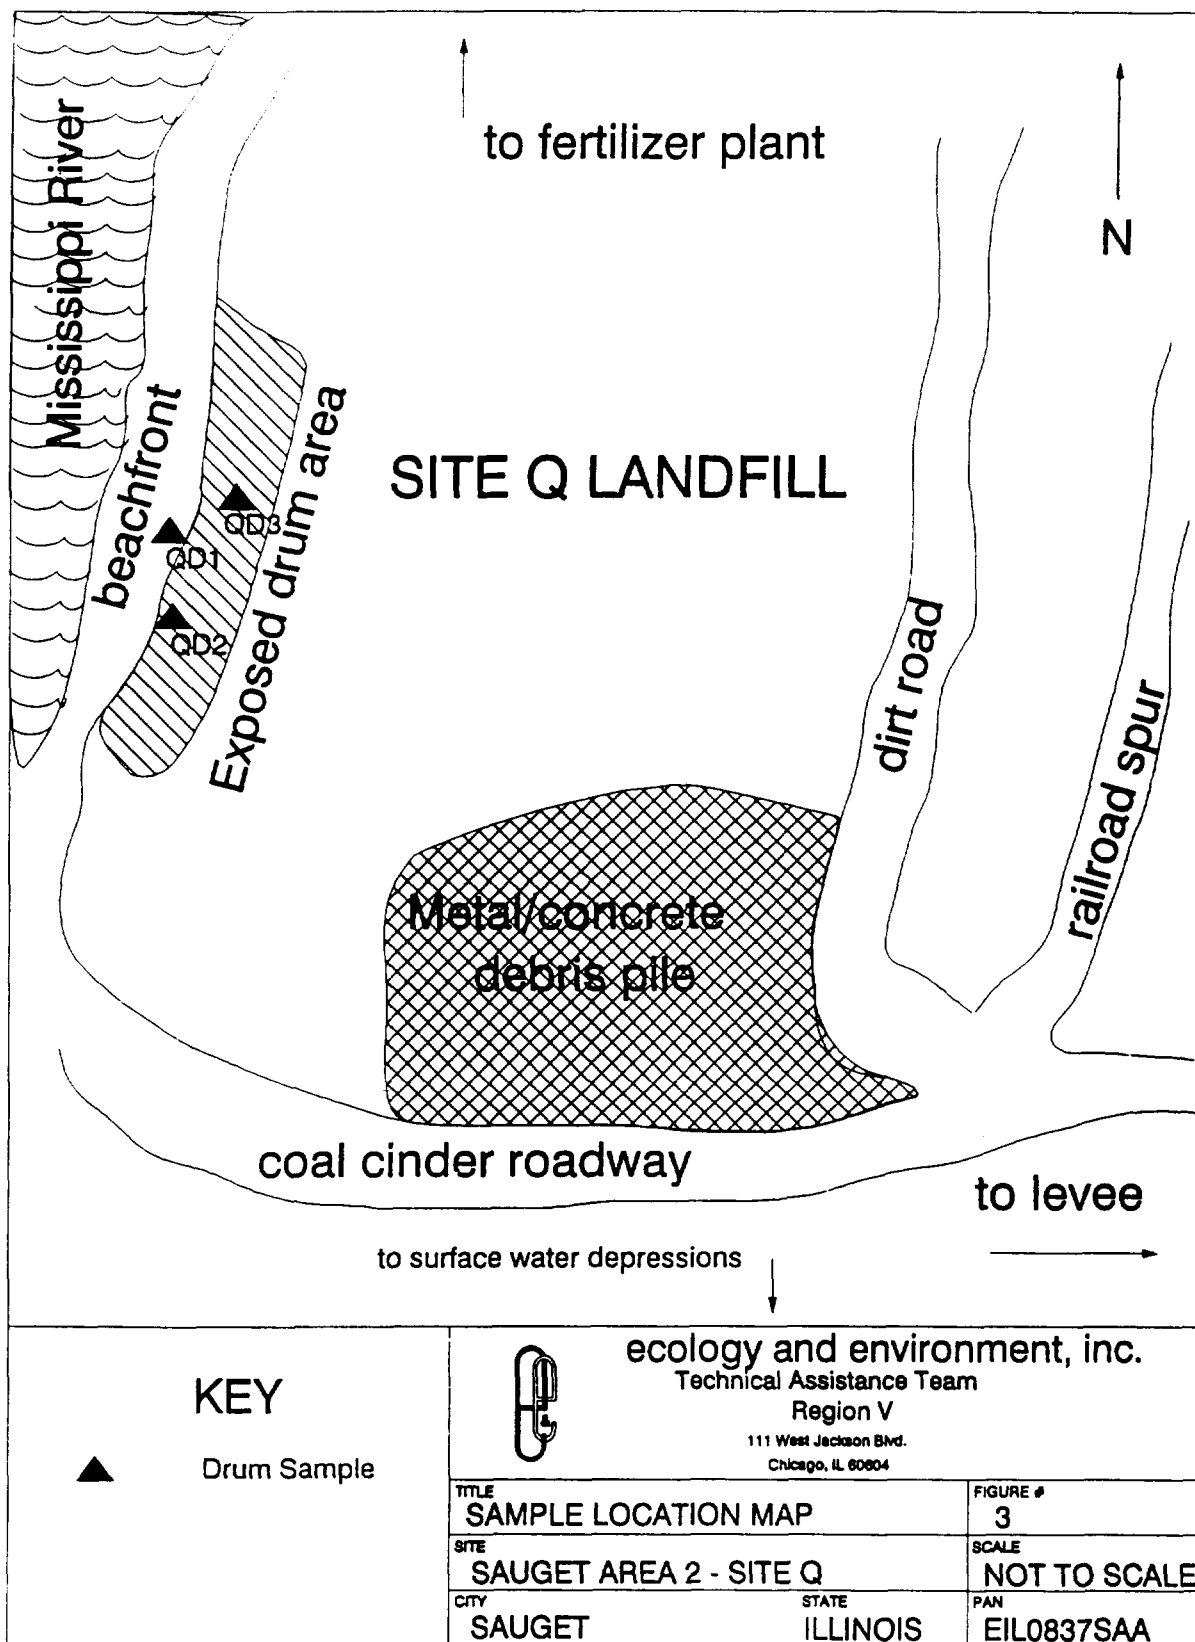 to fertilizer plant
N
Mississippi River
beachfront
SITE Q LANDFILL
QD3
QD1
QD2
Exposed drum area
dirt road
railroad spur
Metal/concrete
debris pile
coal cinder roadway
to levee
to surface water depressions
KEY
Drum Sample
ecology and environment, inc.
Technical Assistance Team
Region V
111 West Jackson Blvd.
Chicago, IL 60604
TITLE
SAMPLE LOCATION MAP
FIGURE #
3
SITE
SAUGET AREA 2 - SITE Q
SCALE
NOT TO SCALE
CITY
SAUGET
STATE
ILLINOIS
PAN
EIL0837SAA